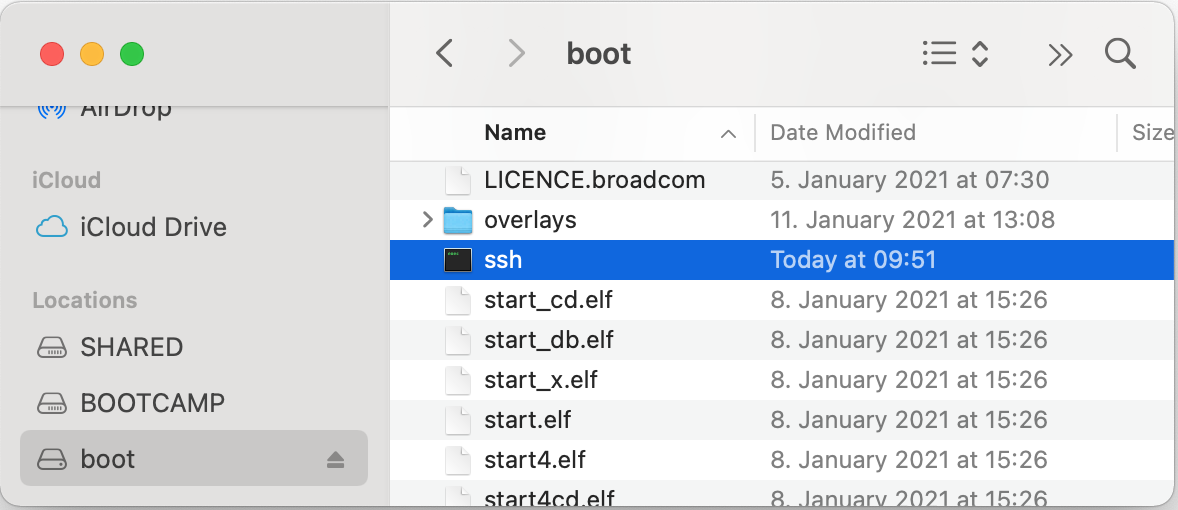 boot
AirDrop
iCloud
iCloud Drive
Locations
SHARED
BOOTCAMP
boot
Name Date Modified Size
LICENCE.broadcom 5. January 2021 at 07:30
overlays 11. January 2021 at 13:08
ssh Today at 09:51
start_cd.elf 8. January 2021 at 15:26
start_db.elf 8. January 2021 at 15:26
start_x.elf 8. January 2021 at 15:26
start.elf 8. January 2021 at 15:26
start4.elf 8. January 2021 at 15:26
start4cd.elf 8. January 2021 at 15:26